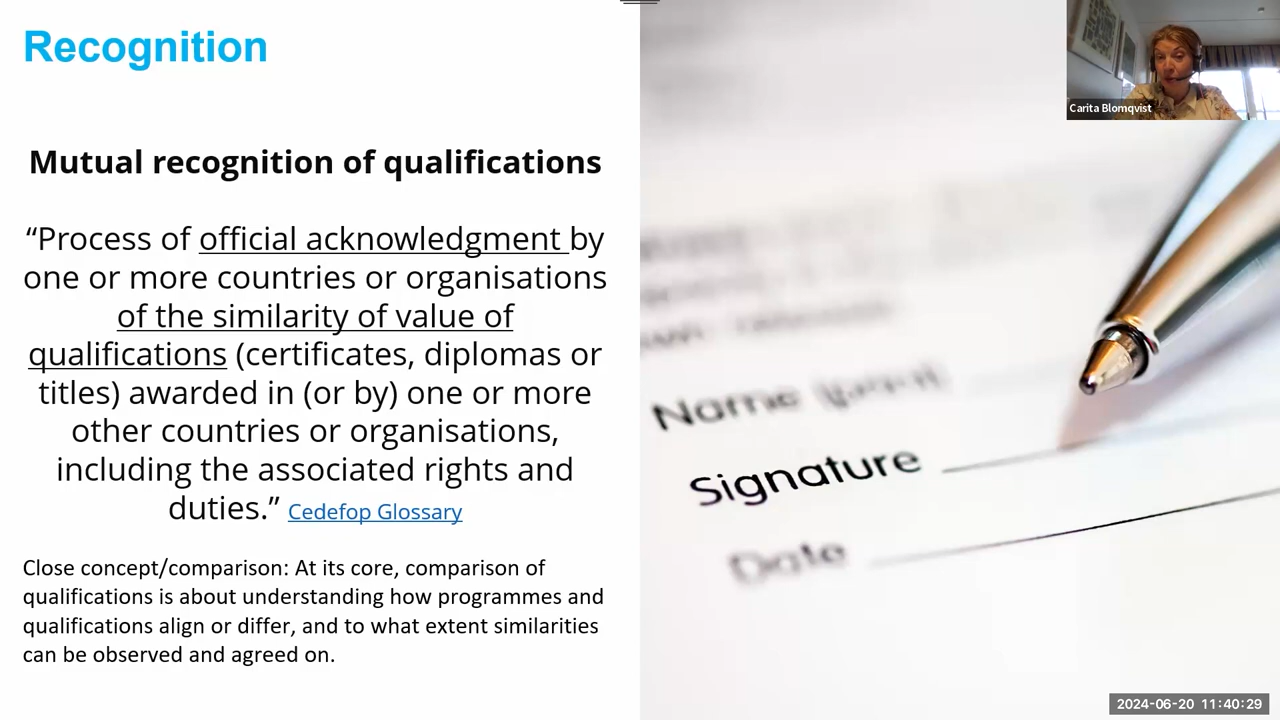 Recognition
Carita Blomqvist
Mutual recognition of qualifications
“Process of official acknowledgment by
one or more countries or organisations
of the similarity of value of
qualifications (certificates, diplomas or
titles) awarded in (or by) one or more
other countries or organisations,
including the associated rights and
duties.” Cedefop Glossary
Close concept/comparison: At its core, comparison of
qualifications is about understanding how programmes and
qualifications align or differ, and to what extent similarities
can be observed and agreed on.
Name (print)
Signature
Date
2024-06-20 11:40:29